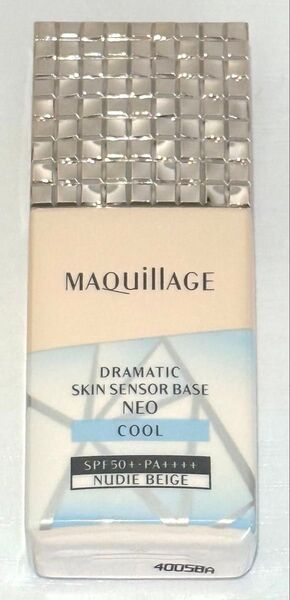 MAQuillAGE
DRAMATIC
SKIN SENSOR BASE
NEO
COOL
SPF50+・PA++++
NUDIE BEIGE
4005BA